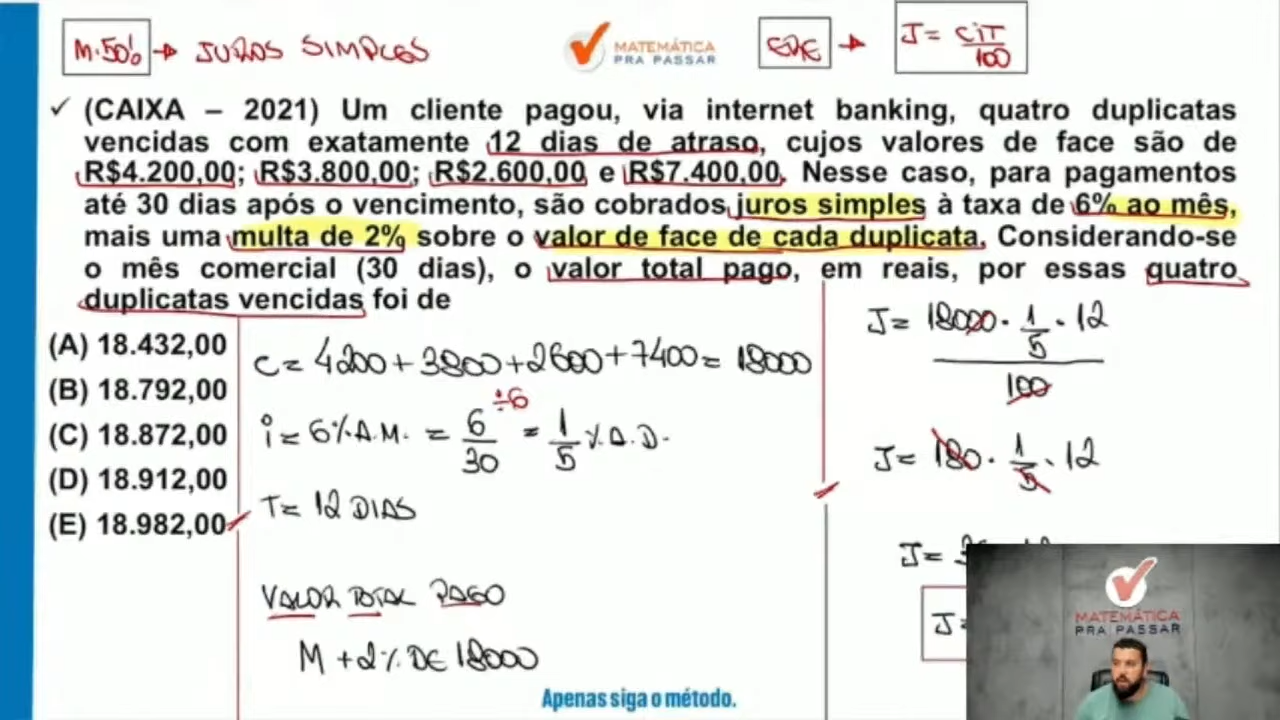 M.50% → JUROS SIMPLES
MATEMÁTICA
PRA PASSAR
→ J = CiT
100
✓ (CAIXA – 2021) Um cliente pagou, via internet banking, quatro duplicatas
vencidas com exatamente 12 dias de atraso, cujos valores de face são de
R$4.200,00; R$3.800,00; R$2.600,00 e R$7.400,00. Nesse caso, para pagamentos
até 30 dias após o vencimento, são cobrados juros simples à taxa de 6% ao mês,
mais uma multa de 2% sobre o valor de face de cada duplicata. Considerando-se
o mês comercial (30 dias), o valor total pago, em reais, por essas quatro
duplicatas vencidas foi de
(A) 18.432,00
(B) 18.792,00
(C) 18.872,00
(D) 18.912,00
(E) 18.982,00
C = 4200 + 3800 + 2600 + 7400 = 18000
i = 6% A.M. = 6/30 ÷6 = 1/5 % A.D.
T = 12 DIAS
VALOR TOTAL PAGO
M + 2% DE 18000
J = 18000 · 1/5 · 12
100
J = 180 · 1/5 · 12
J =
J =
MATEMÁTICA
PRA PASSAR
Apenas siga o método.